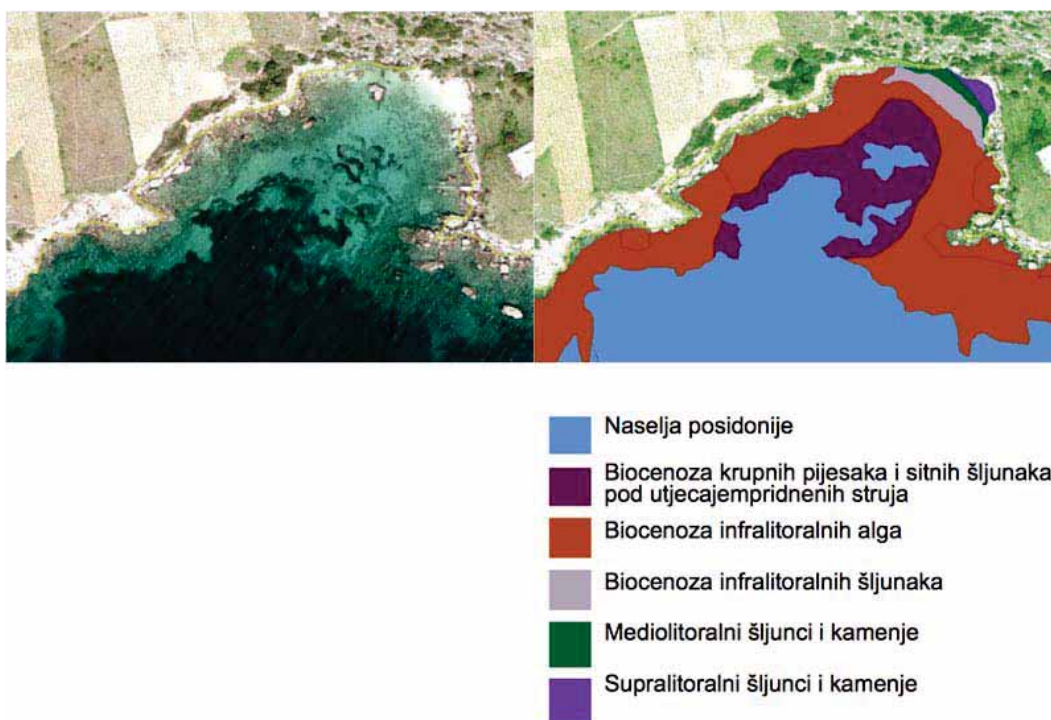 Naselja posidonije
Biocenoza krupnih pijesaka i sitnih šljunaka
pod utjecajempridnenih struja
Biocenoza infralitoralnih alga
Biocenoza infralitoralnih šljunaka
Mediolitoralni šljunci i kamenje
Supralitoralni šljunci i kamenje